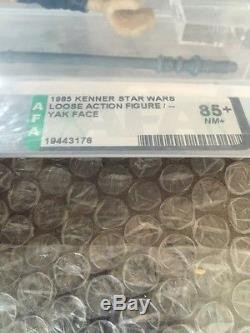 AFA
1985 KENNER STAR WARS
LOOSE ACTION FIGURE / --
YAK FACE
19443176
85+
NM+